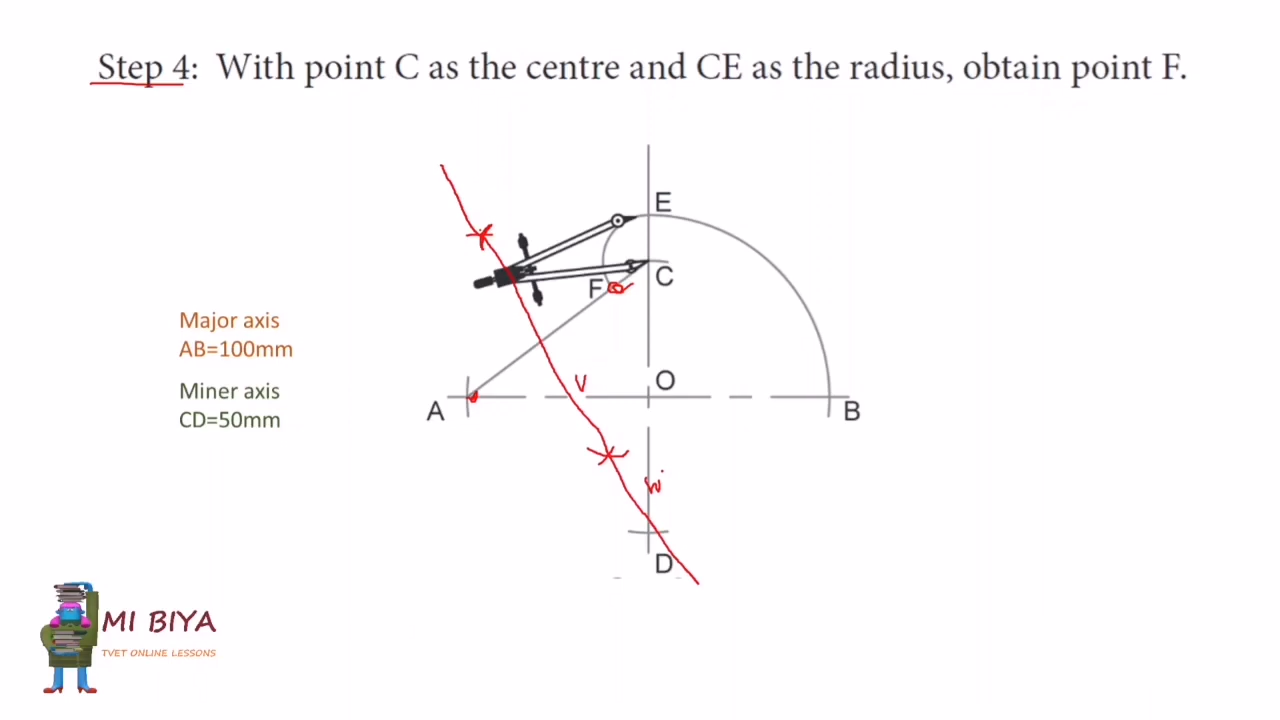 Step 4: With point C as the centre and CE as the radius, obtain point F.
E
C
F
Major axis
AB=100mm
Miner axis
CD=50mm
V
O
A
B
W
D
MI BIYA
TVET ONLINE LESSONS